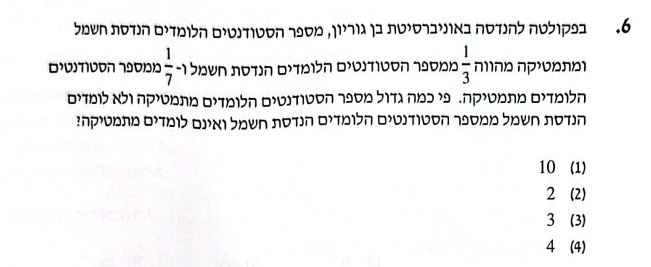 6. בפקולטה להנדסה באוניברסיטת בן גוריון, מספר הסטודנטים הלומדים הנדסת חשמל
ומתמטיקה מהווה 1/3 ממספר הסטודנטים הלומדים הנדסת חשמל ו- 1/7 ממספר הסטודנטים
הלומדים מתמטיקה. פי כמה גדול מספר הסטודנטים הלומדים מתמטיקה ולא לומדים
הנדסת חשמל ממספר הסטודנטים הלומדים הנדסת חשמל ואינם לומדים מתמטיקה?
(1) 10
(2) 2
(3) 3
(4) 4